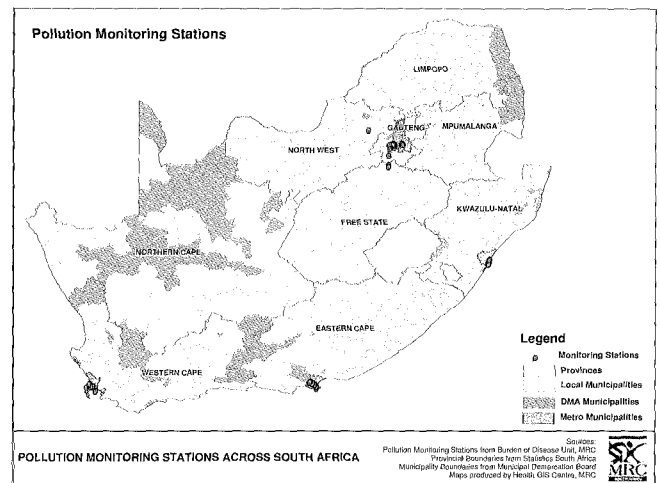 Pollution Monitoring Stations
LIMPOPO
GAUTENG
MPUMALANGA
NORTH WEST
FREE STATE
KWAZULU-NATAL
NORTHERN CAPE
EASTERN CAPE
WESTERN CAPE
Legend
Monitoring Stations
Provinces
Local Municipalities
DMA Municipalities
Metro Municipalities
POLLUTION MONITORING STATIONS ACROSS SOUTH AFRICA
Sources:
Pollution Monitoring Stations from Burden of Disease Unit, MRC
Provincial Boundaries from Statistics South Africa
Municipality Boundaries from Municipal Demarcation Board
Maps produced by Health GIS Centre, MRC
MRC